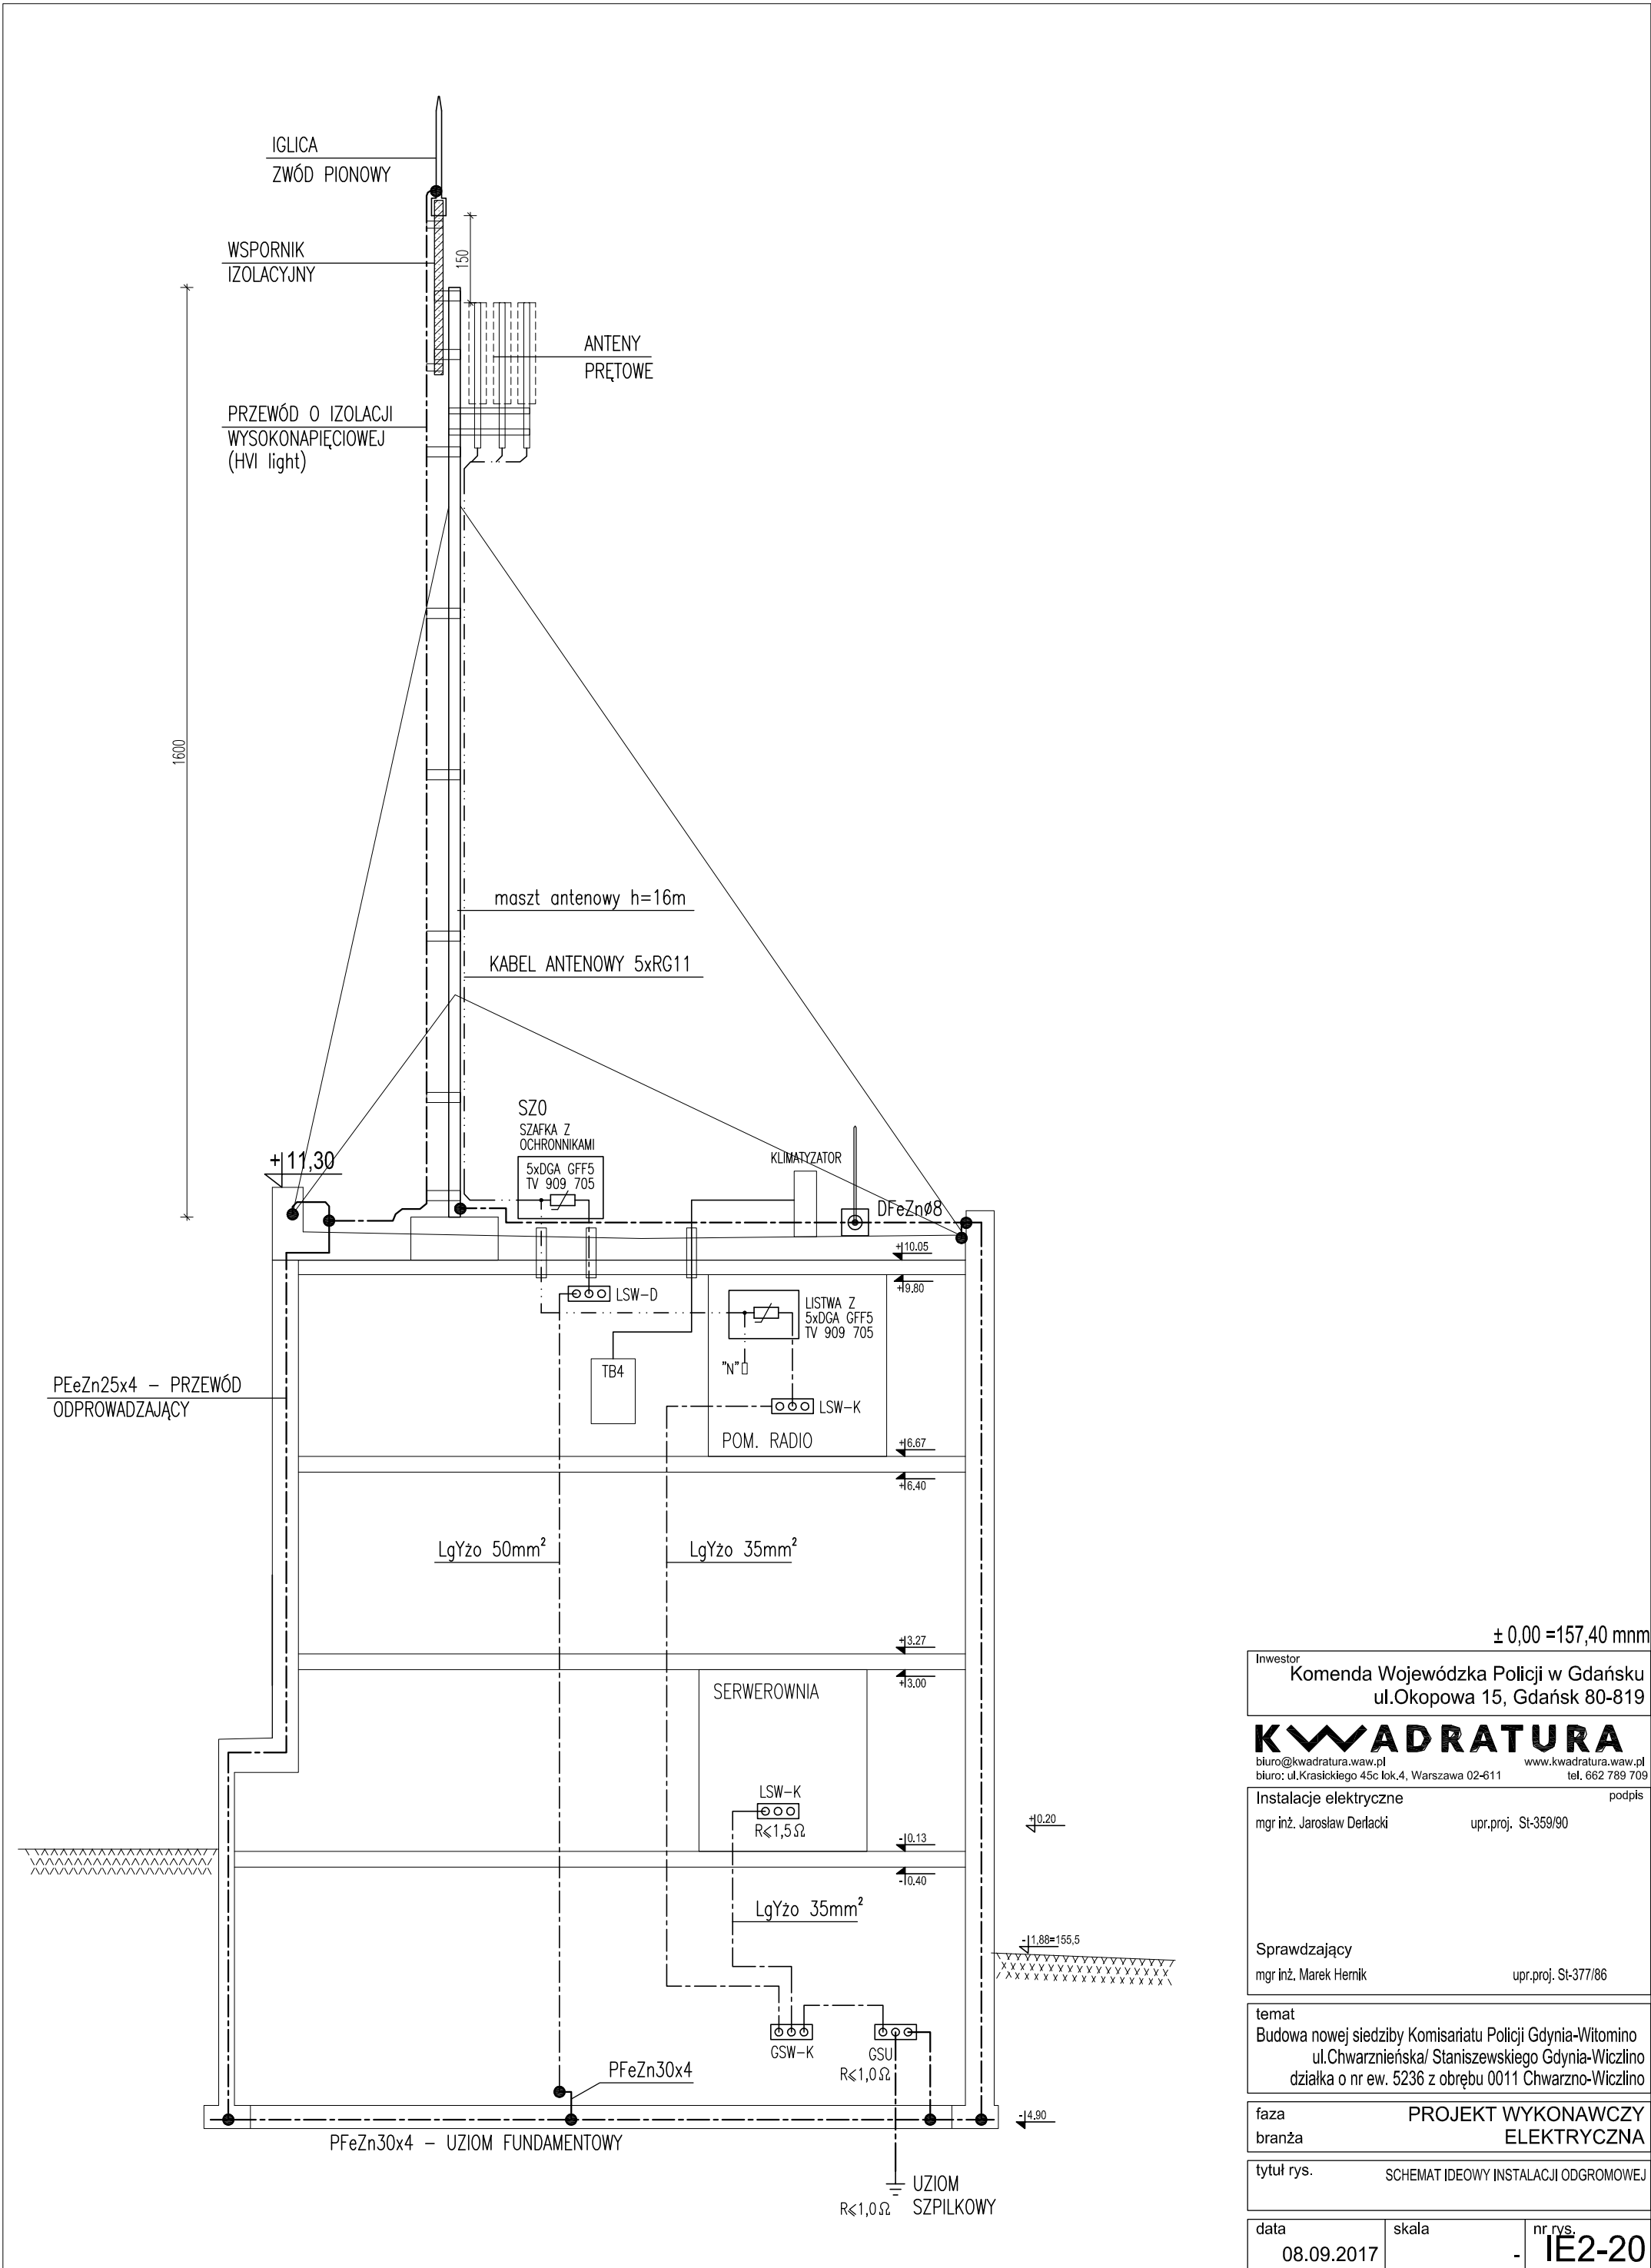 IGLICA
ZWÓD PIONOWY
WSPORNIK
IZOLACYJNY
150
1600
ANTENY
PRĘTOWE
PRZEWÓD O IZOLACJI
WYSOKONAPIĘCIOWEJ
(HVI light)
maszt antenowy h=16m
KABEL ANTENOWY 5xRG11
SZO
SZAFKA Z
OCHRONNIKAMI
5xDGA GFF5
TV 909 705
KLIMATYZATOR
+11,30
DFeZnø8
+10.05
+9.80
LSW-D
LISTWA Z
5xDGA GFF5
TV 909 705
TB4
"N"
LSW-K
POM. RADIO
PEeZn25x4 - PRZEWÓD
ODPROWADZAJĄCY
+6.67
+6.40
LgYżo 50mm²
LgYżo 35mm²
+3.27
+3.00
SERWEROWNIA
LSW-K
R≤1,5Ω
+0.20
-0.13
-0.40
LgYżo 35mm²
-1,88=155,5
GSW-K
GSU
R≤1,0Ω
PFeZn30x4
-4.90
PFeZn30x4 - UZIOM FUNDAMENTOWY
UZIOM
SZPILKOWY
R≤1,0Ω
± 0,00 =157,40 mnm
Inwestor
Komenda Wojewódzka Policji w Gdańsku
ul.Okopowa 15, Gdańsk 80-819
KWADRATURA
biuro@kwadratura.waw.pl www.kwadratura.waw.pl
biuro: ul.Krasickiego 45c lok.4, Warszawa 02-611 tel. 662 789 709
Instalacje elektryczne podpis
mgr inż. Jarosław Derlacki upr.proj. St-359/90
Sprawdzający
mgr inż. Marek Hernik upr.proj. St-377/86
temat
Budowa nowej siedziby Komisariatu Policji Gdynia-Witomino
ul.Chwarznieńska/ Staniszewskiego Gdynia-Wiczlino
działka o nr ew. 5236 z obrębu 0011 Chwarzno-Wiczlino
faza PROJEKT WYKONAWCZY
branża ELEKTRYCZNA
tytuł rys. SCHEMAT IDEOWY INSTALACJI ODGROMOWEJ
data skala nr rys.
08.09.2017 - IE2-20